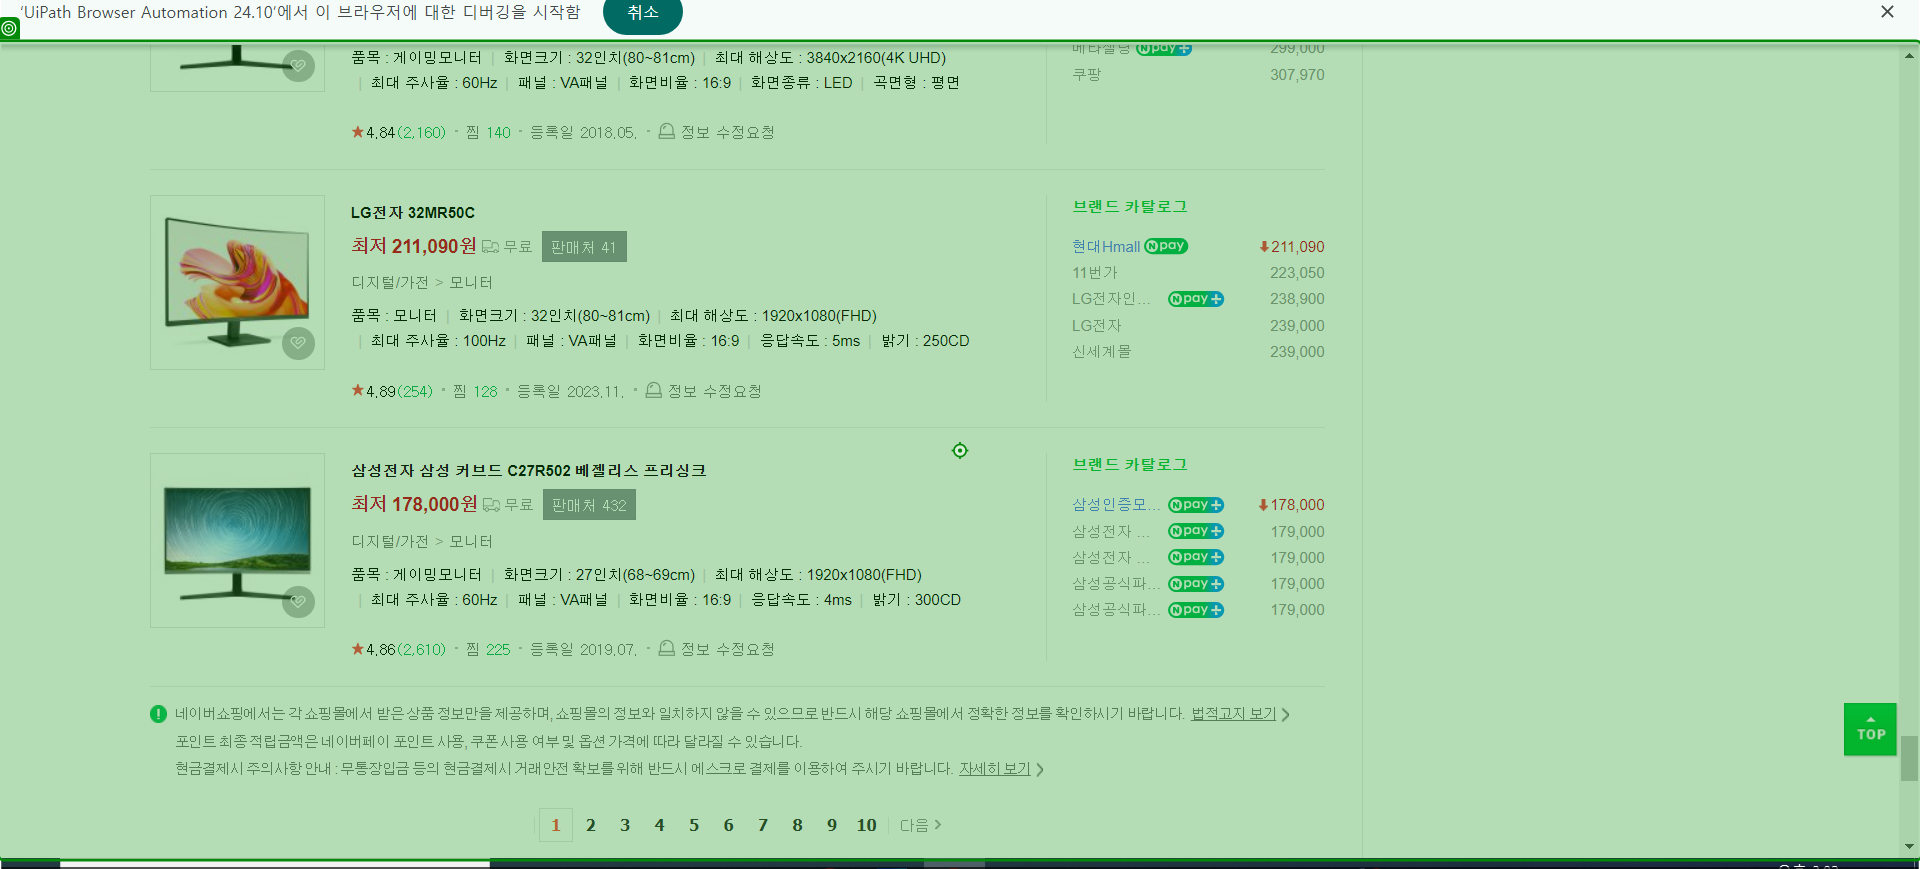 'UiPath Browser Automation 24.10'에서 이 브라우저에 대한 디버깅을 시작함
취소
품목 : 게이밍모니터 | 화면크기 : 32인치(80~81cm) | 최대 해상도 : 3840x2160(4K UHD)
| 최대 주사율 : 60Hz | 패널 : VA패널 | 화면비율 : 16:9 | 화면종류 : LED | 곡면형 : 평면
★4.84(2,160) · 찜 140 · 등록일 2018.05. · 정보 수정요청
Npay+ 299,000
쿠팡 307,970
LG전자 32MR50C
최저 211,090원 무료 판매처 41
디지털/가전 > 모니터
품목 : 모니터 | 화면크기 : 32인치(80~81cm) | 최대 해상도 : 1920x1080(FHD)
| 최대 주사율 : 100Hz | 패널 : VA패널 | 화면비율 : 16:9 | 응답속도 : 5ms | 밝기 : 250CD
★4.89(254) · 찜 128 · 등록일 2023.11. · 정보 수정요청
브랜드 카탈로그
현대Hmall Npay 211,090
11번가 223,050
LG전자인... Npay+ 238,900
LG전자 239,000
신세계몰 239,000
삼성전자 삼성 커브드 C27R502 베젤리스 프리싱크
최저 178,000원 무료 판매처 432
디지털/가전 > 모니터
품목 : 게이밍모니터 | 화면크기 : 27인치(68~69cm) | 최대 해상도 : 1920x1080(FHD)
| 최대 주사율 : 60Hz | 패널 : VA패널 | 화면비율 : 16:9 | 응답속도 : 4ms | 밝기 : 300CD
★4.86(2,610) · 찜 225 · 등록일 2019.07. · 정보 수정요청
브랜드 카탈로그
삼성인증모... Npay+ 178,000
삼성전자 ... Npay+ 179,000
삼성전자 ... Npay+ 179,000
삼성공식파... Npay+ 179,000
삼성공식파... Npay+ 179,000
네이버쇼핑에서는 각 쇼핑몰에서 받은 상품 정보만을 제공하며, 쇼핑몰의 정보와 일치하지 않을 수 있으므로 반드시 해당 쇼핑몰에서 정확한 정보를 확인하시기 바랍니다. 법적고지 보기 >
포인트 최종 적립금액은 네이버페이 포인트 사용, 쿠폰 사용 여부 및 옵션 가격에 따라 달라질 수 있습니다.
현금결제시 주의사항 안내 : 무통장입금 등의 현금결제시 거래안전 확보를 위해 반드시 에스크로 결제를 이용하여 주시기 바랍니다. 자세히 보기 >
TOP
1 2 3 4 5 6 7 8 9 10 다음 >